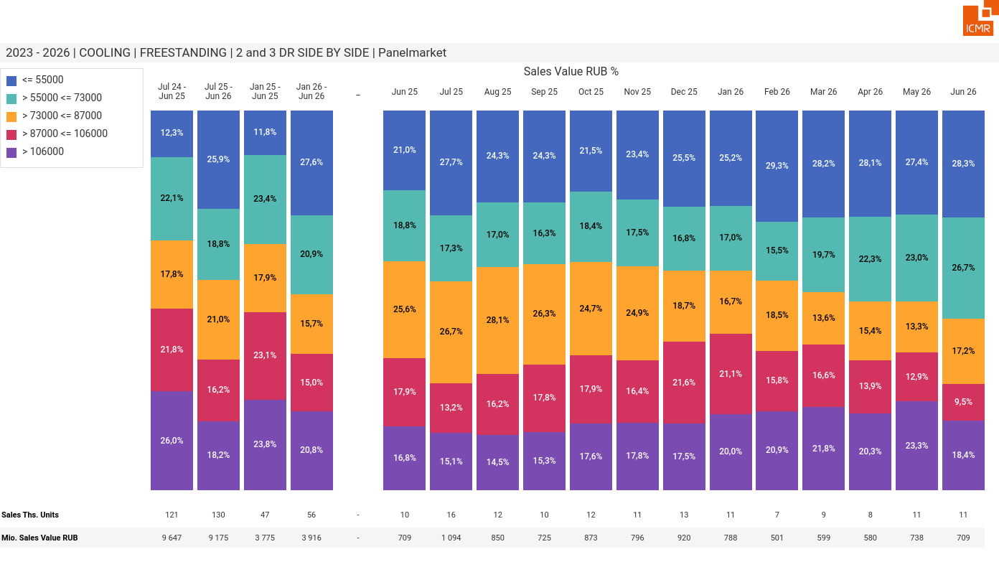 ICMR
2023 - 2026 | COOLING | FREESTANDING | 2 and 3 DR SIDE BY SIDE | Panelmarket
<= 55000
> 55000 <= 73000
> 73000 <= 87000
> 87000 <= 106000
> 106000
Sales Value RUB %
Jul 24 - Jul 25 - Jan 25 - Jan 26 -
Jun 25 Jun 26 Jun 25 Jun 26 – Jun 25 Jul 25 Aug 25 Sep 25 Oct 25 Nov 25 Dec 25 Jan 26 Feb 26 Mar 26 Apr 26 May 26 Jun 26
12,3% 25,9% 11,8% 27,6% 21,0% 27,7% 24,3% 24,3% 21,5% 23,4% 25,5% 25,2% 29,3% 28,2% 28,1% 27,4% 28,3%
22,1% 18,8% 23,4% 20,9% 18,8% 17,3% 17,0% 16,3% 18,4% 17,5% 16,8% 17,0% 15,5% 19,7% 22,3% 23,0% 26,7%
17,8% 21,0% 17,9% 15,7% 25,6% 26,7% 28,1% 26,3% 24,7% 24,9% 18,7% 16,7% 18,5% 13,6% 15,4% 13,3% 17,2%
21,8% 16,2% 23,1% 15,0% 17,9% 13,2% 16,2% 17,8% 17,9% 16,4% 21,6% 21,1% 15,8% 16,6% 13,9% 12,9% 9,5%
26,0% 18,2% 23,8% 20,8% 16,8% 15,1% 14,5% 15,3% 17,6% 17,8% 17,5% 20,0% 20,9% 21,8% 20,3% 23,3% 18,4%
Sales Ths. Units 121 130 47 56 - 10 16 12 10 12 11 13 11 7 9 8 11 11
Mio. Sales Value RUB 9 647 9 175 3 775 3 916 - 709 1 094 850 725 873 796 920 788 501 599 580 738 709